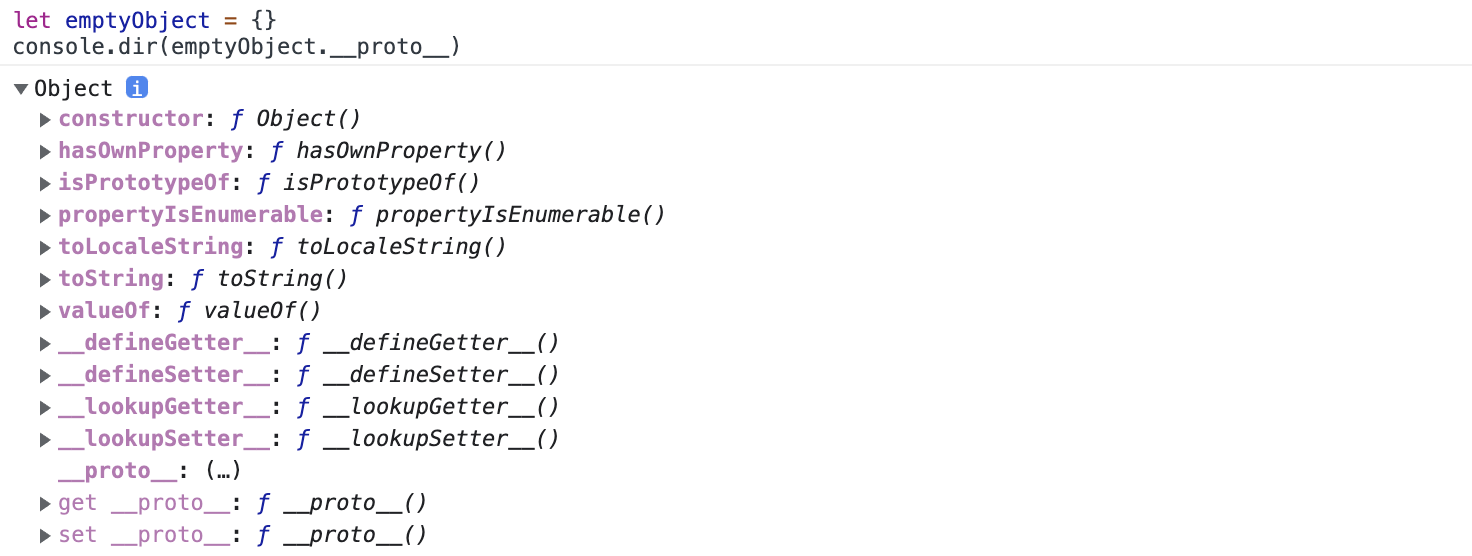 let emptyObject = {}
console.dir(emptyObject.__proto__)
Object i
constructor: ƒ Object()
hasOwnProperty: ƒ hasOwnProperty()
isPrototypeOf: ƒ isPrototypeOf()
propertyIsEnumerable: ƒ propertyIsEnumerable()
toLocaleString: ƒ toLocaleString()
toString: ƒ toString()
valueOf: ƒ valueOf()
__defineGetter__: ƒ __defineGetter__()
__defineSetter__: ƒ __defineSetter__()
__lookupGetter__: ƒ __lookupGetter__()
__lookupSetter__: ƒ __lookupSetter__()
__proto__: (…)
get __proto__: ƒ __proto__()
set __proto__: ƒ __proto__()